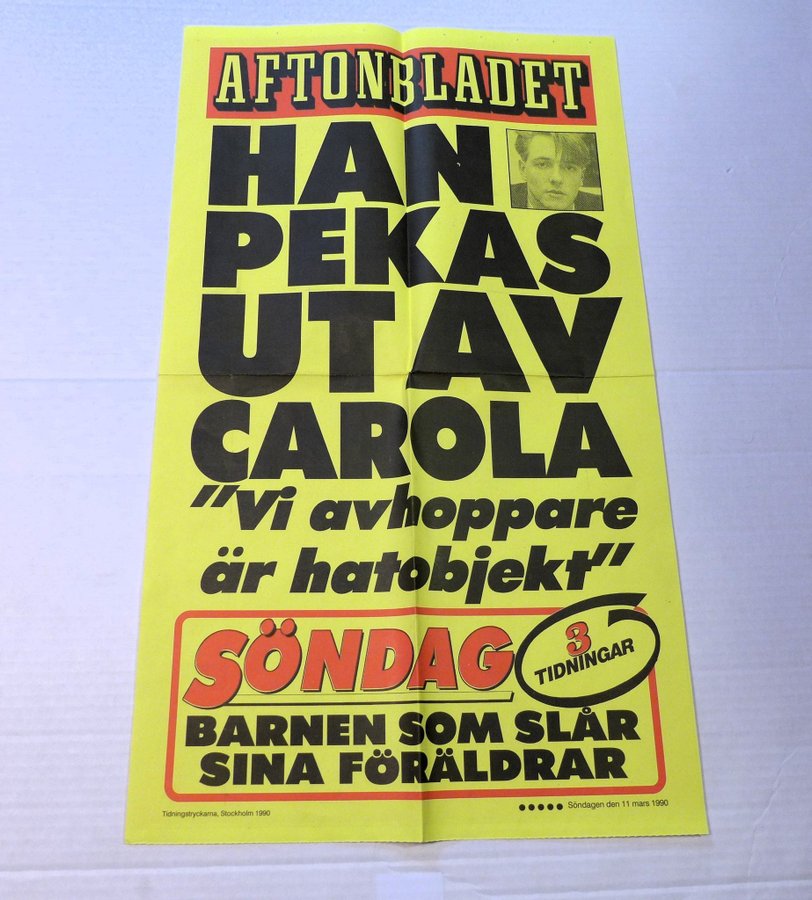 AFTONBLADET
HAN
PEKAS
UT AV
CAROLA
"Vi avhoppare
är hatobjekt"
SÖNDAG
3
TIDNINGAR
BARNEN SOM SLÅR
SINA FÖRÄLDRAR
Tidningstryckarna, Stockholm 1990
●●●●● Söndagen den 11 mars 1990